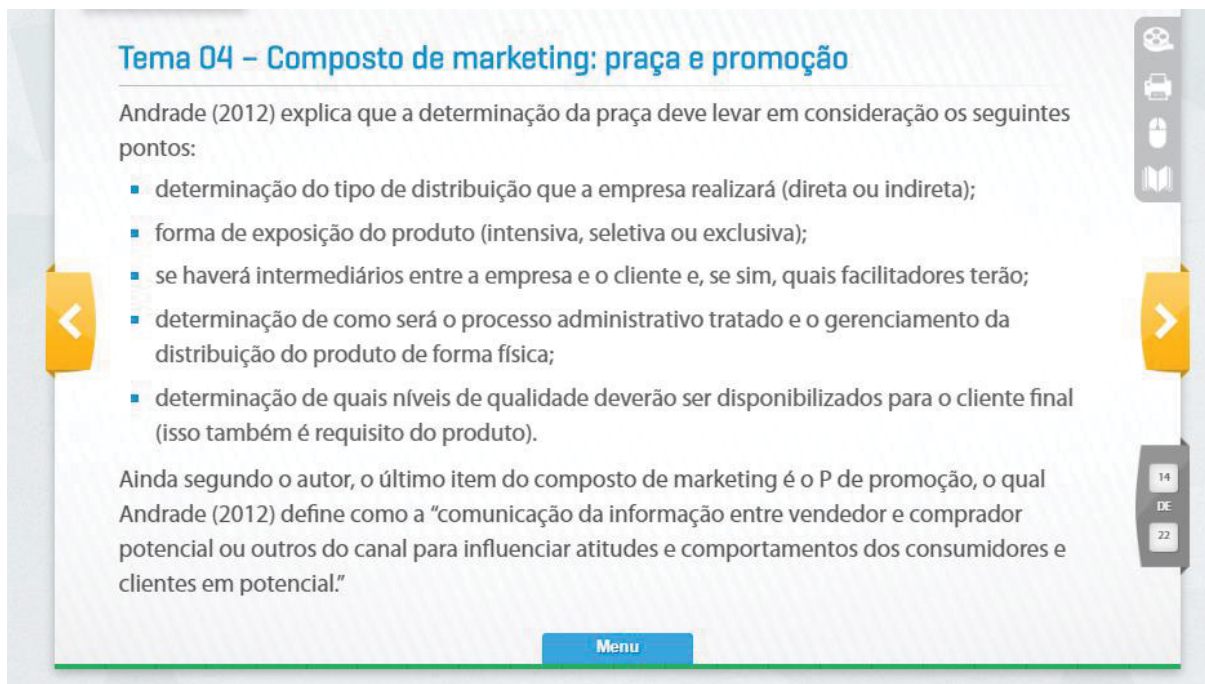 Tema 04 – Composto de marketing: praça e promoção
Andrade (2012) explica que a determinação da praça deve levar em consideração os seguintes
pontos:
▪ determinação do tipo de distribuição que a empresa realizará (direta ou indireta);
▪ forma de exposição do produto (intensiva, seletiva ou exclusiva);
▪ se haverá intermediários entre a empresa e o cliente e, se sim, quais facilitadores terão;
▪ determinação de como será o processo administrativo tratado e o gerenciamento da
distribuição do produto de forma física;
▪ determinação de quais níveis de qualidade deverão ser disponibilizados para o cliente final
(isso também é requisito do produto).
Ainda segundo o autor, o último item do composto de marketing é o P de promoção, o qual
Andrade (2012) define como a “comunicação da informação entre vendedor e comprador
potencial ou outros do canal para influenciar atitudes e comportamentos dos consumidores e
clientes em potencial.”
14
DE
22
Menu